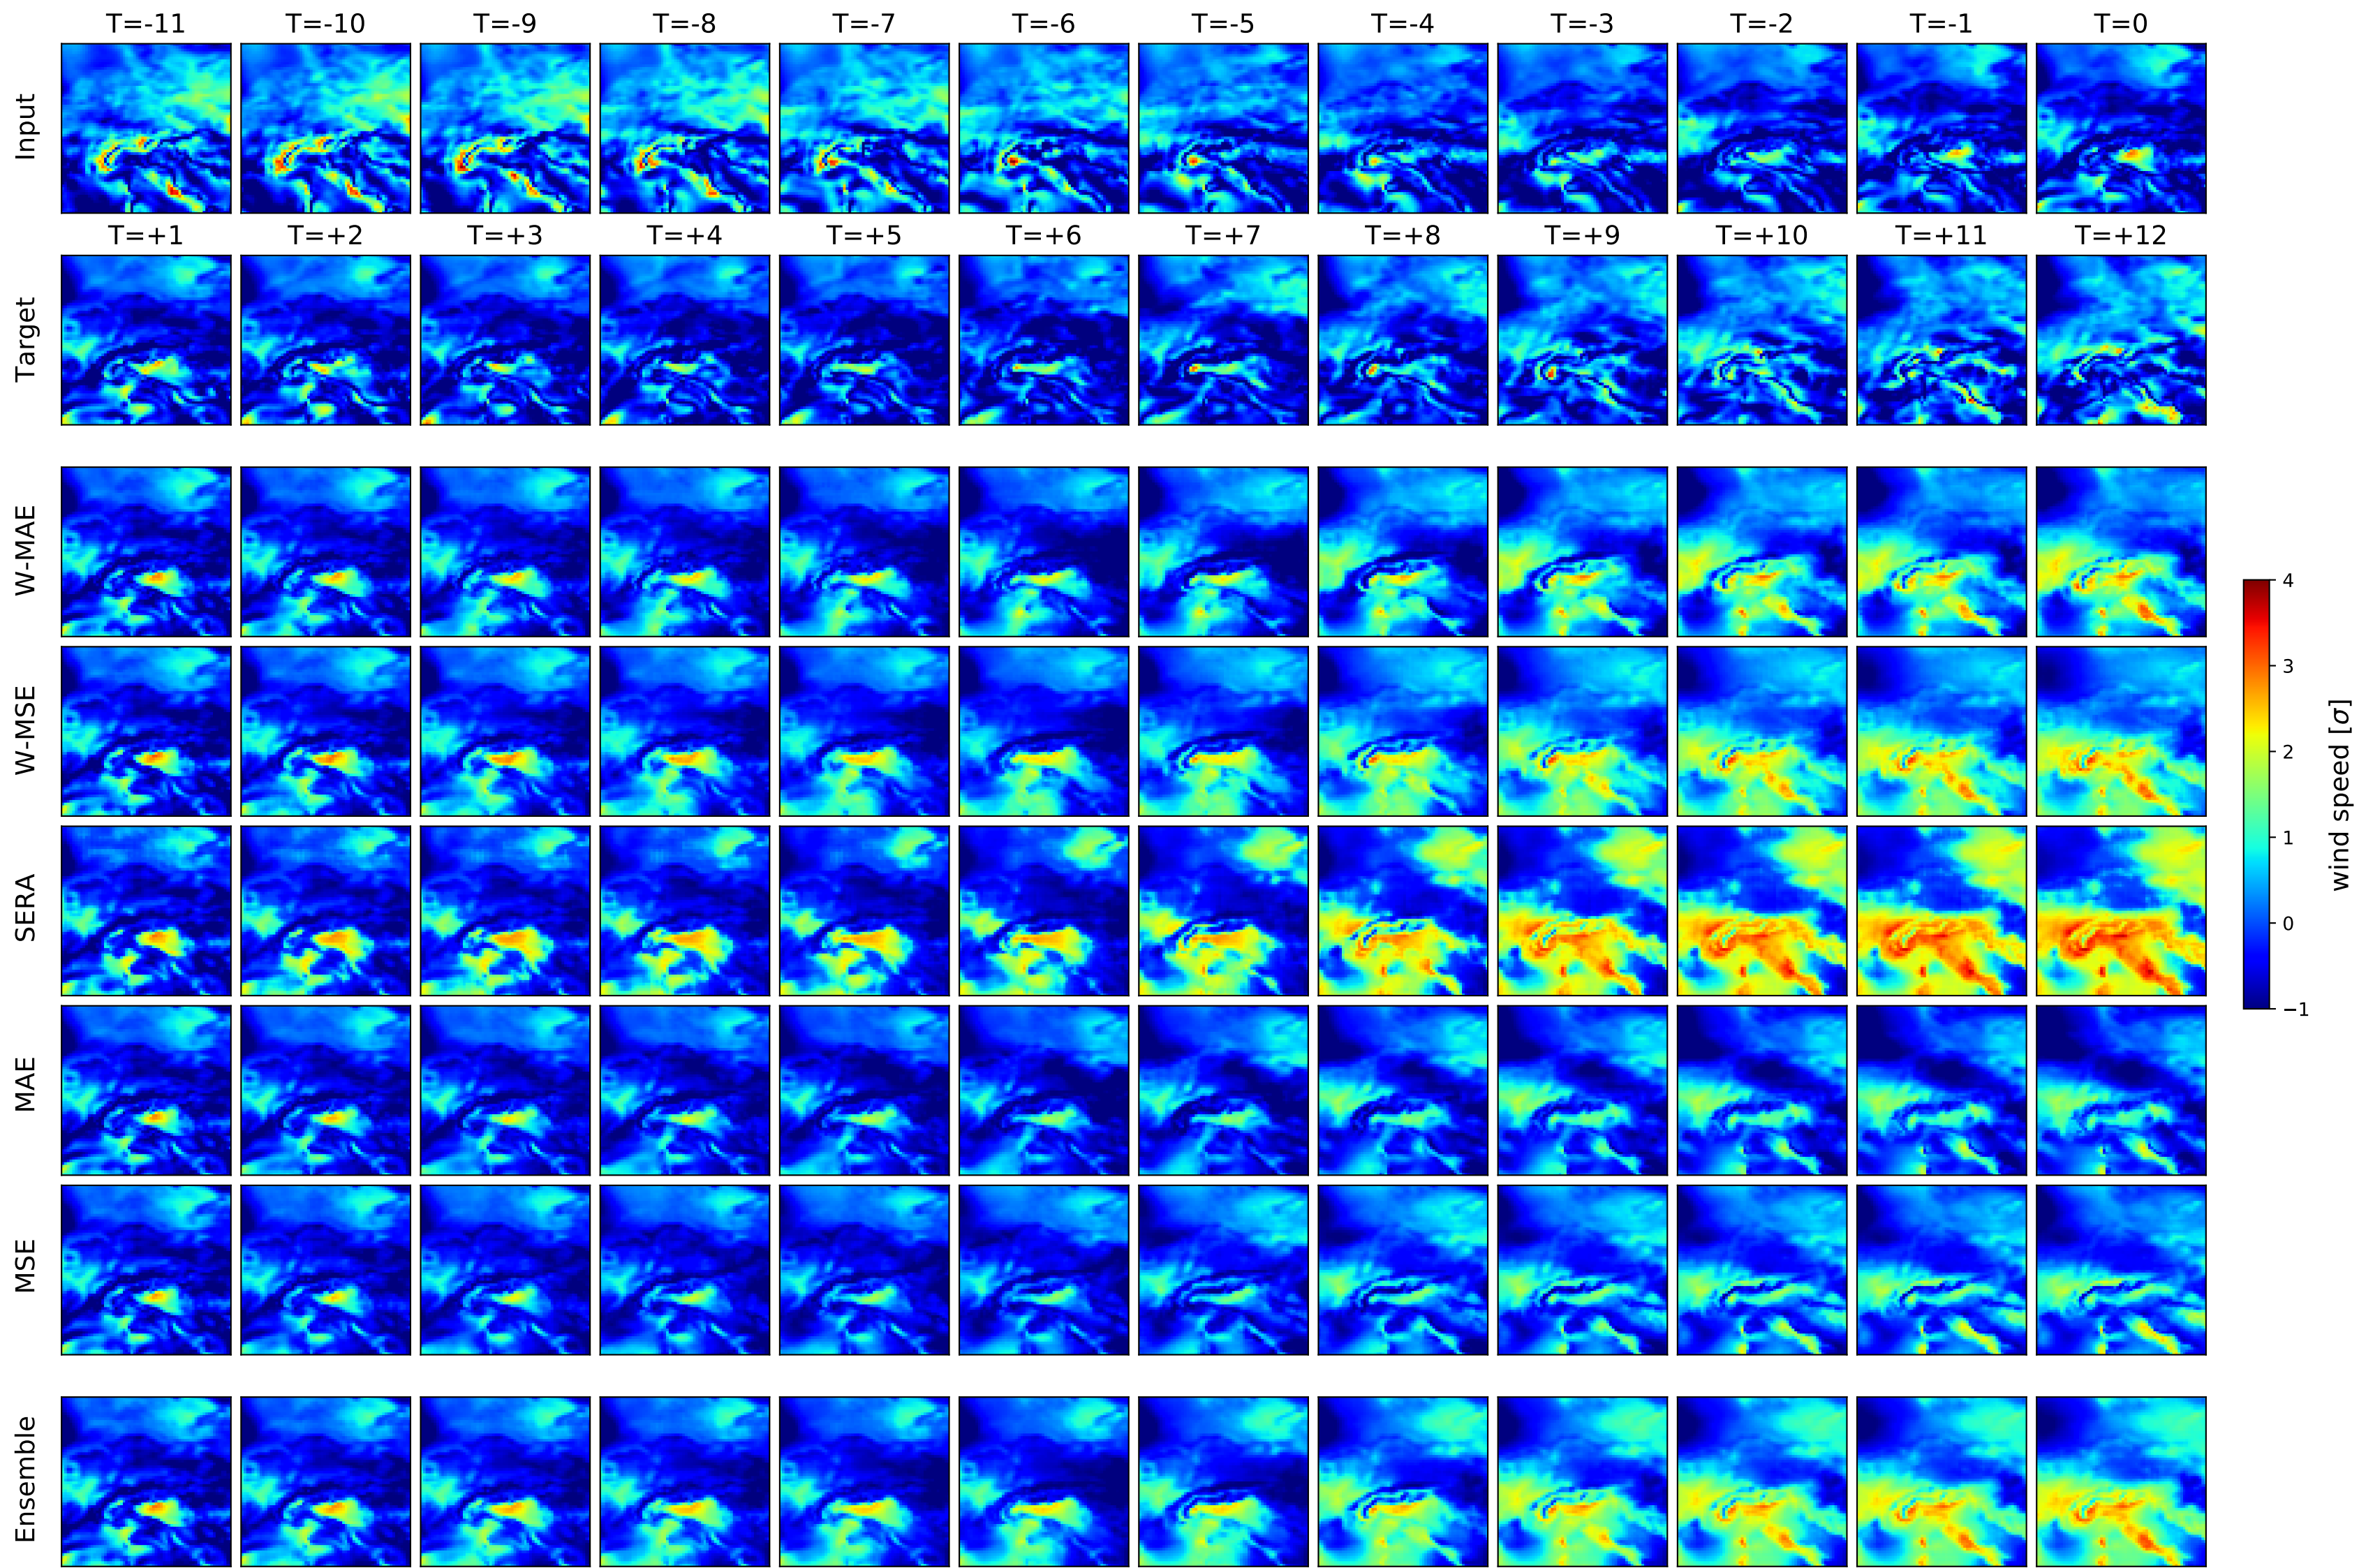 T=-11 T=-10 T=-9 T=-8 T=-7 T=-6 T=-5 T=-4 T=-3 T=-2 T=-1 T=0
Input
T=+1 T=+2 T=+3 T=+4 T=+5 T=+6 T=+7 T=+8 T=+9 T=+10 T=+11 T=+12
Target
W-MAE
W-MSE
SERA
MAE
MSE
Ensemble
4
3
2
1
0
−1
wind speed [σ]